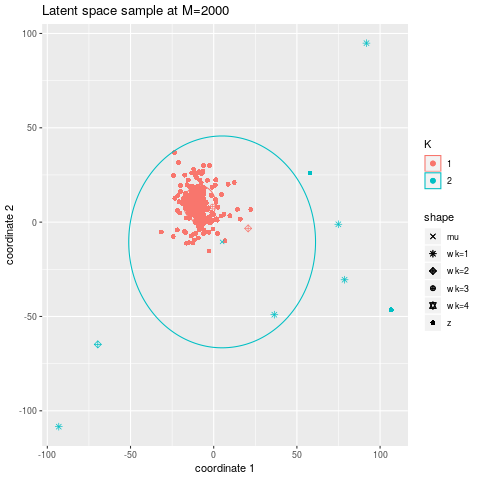 Latent space sample at M=2000
100
50
0
-50
-100
-100
-50
0
50
100
coordinate 1
coordinate 2
K
1
2
shape
mu
w k=1
w k=2
w k=3
w k=4
z